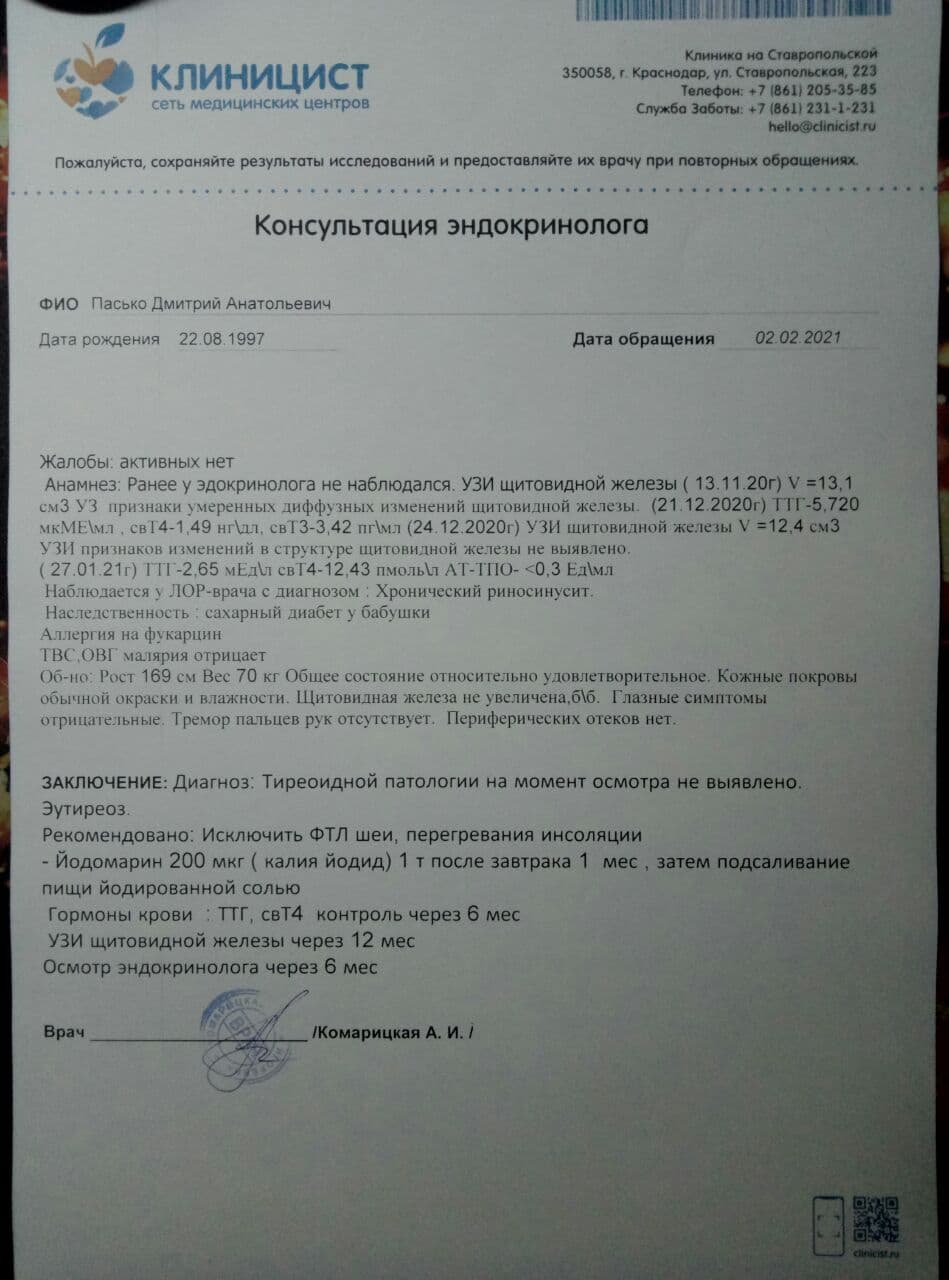 КЛИНИЦИСТ
сеть медицинских центров
Клиника на Ставропольской
350058, г. Краснодар, ул. Ставропольская, 223
Телефон: +7 (861) 205-35-85
Служба Заботы: +7 (861) 231-1-231
hello@clinicist.ru
Пожалуйста, сохраняйте результаты исследований и предоставляйте их врачу при повторных обращениях.
Консультация эндокринолога
ФИО Пасько Дмитрий Анатольевич
Дата рождения 22.08.1997 Дата обращения 02.02.2021
Жалобы: активных нет
Анамнез: Ранее у эдокринолога не наблюдался. УЗИ щитовидной железы ( 13.11.20г) V =13,1
см3 УЗ признаки умеренных диффузных изменений щитовидной железы. (21.12.2020г) ТТГ-5,720
мкМЕ\мл , свТ4-1,49 нг\дл, свТ3-3,42 пг\мл (24.12.2020г) УЗИ щитовидной железы V =12,4 см3
УЗИ признаков изменений в структуре щитовидной железы не выявлено.
( 27.01.21г) ТТГ-2,65 мЕд\л свТ4-12,43 пмоль\л АТ-ТПО- <0,3 Ед\мл
Наблюдается у ЛОР-врача с диагнозом : Хронический риносинусит.
Наследственность : сахарный диабет у бабушки
Аллергия на фукарцин
ТВС,ОВГ малярия отрицает
Об-но: Рост 169 см Вес 70 кг Общее состояние относительно удовлетворительное. Кожные покровы
обычной окраски и влажности. Щитовидная железа не увеличена,б\б. Глазные симптомы
отрицательные. Тремор пальцев рук отсутствует. Периферических отеков нет.
ЗАКЛЮЧЕНИЕ: Диагноз: Тиреоидной патологии на момент осмотра не выявлено.
Эутиреоз.
Рекомендовано: Исключить ФТЛ шеи, перегревания инсоляции
- Йодомарин 200 мкг ( калия йодид) 1 т после завтрака 1 мес , затем подсаливание
пищи йодированной солью
Гормоны крови : ТТГ, свТ4 контроль через 6 мес
УЗИ щитовидной железы через 12 мес
Осмотр эндокринолога через 6 мес
Врач /Комарицкая А. И. /
clinicist.ru